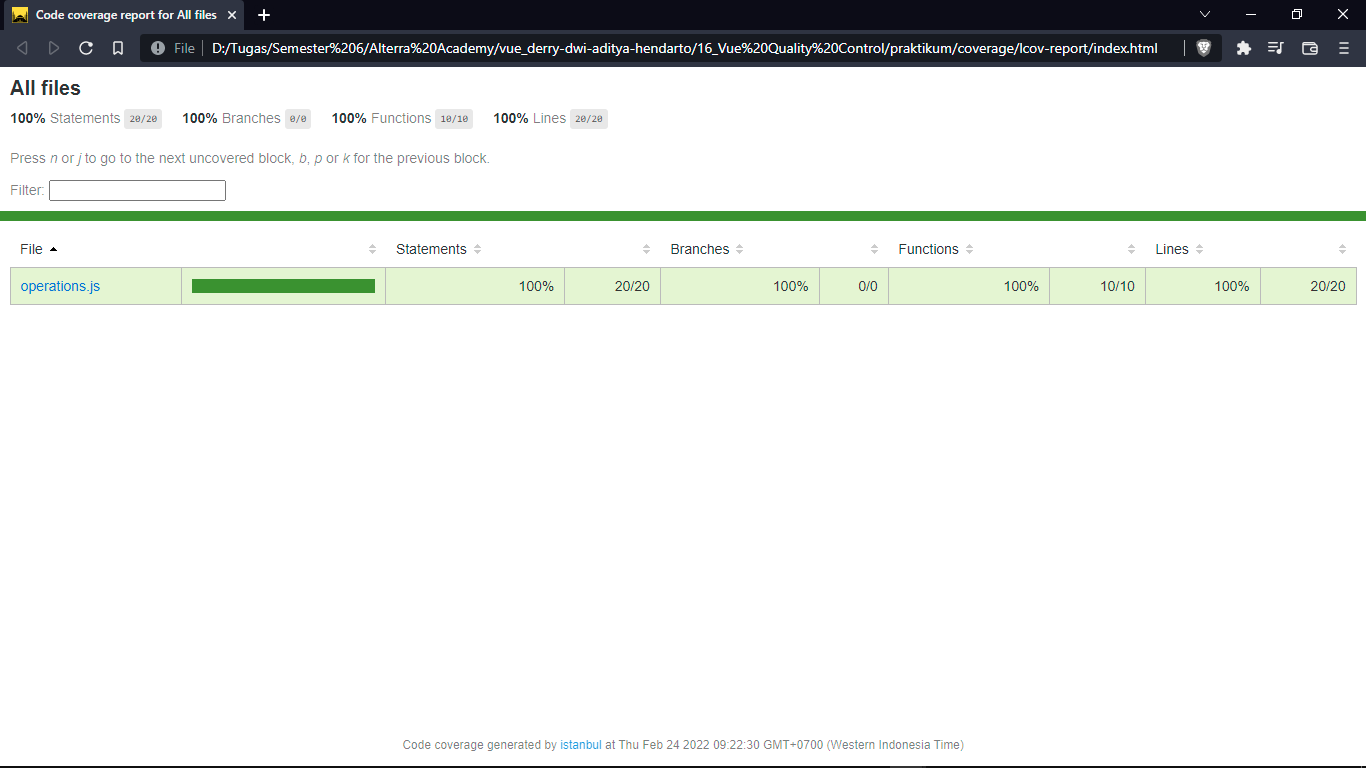 Code coverage report for All files
File D:/Tugas/Semester%206/Alterra%20Academy/vue_derry-dwi-aditya-hendarto/16_Vue%20Quality%20Control/praktikum/coverage/lcov-report/index.html
All files
100% Statements 20/20 100% Branches 0/0 100% Functions 10/10 100% Lines 20/20
Press n or j to go to the next uncovered block, b, p or k for the previous block.
Filter:
File Statements Branches Functions Lines
operations.js 100% 20/20 100% 0/0 100% 10/10 100% 20/20
Code coverage generated by istanbul at Thu Feb 24 2022 09:22:30 GMT+0700 (Western Indonesia Time)